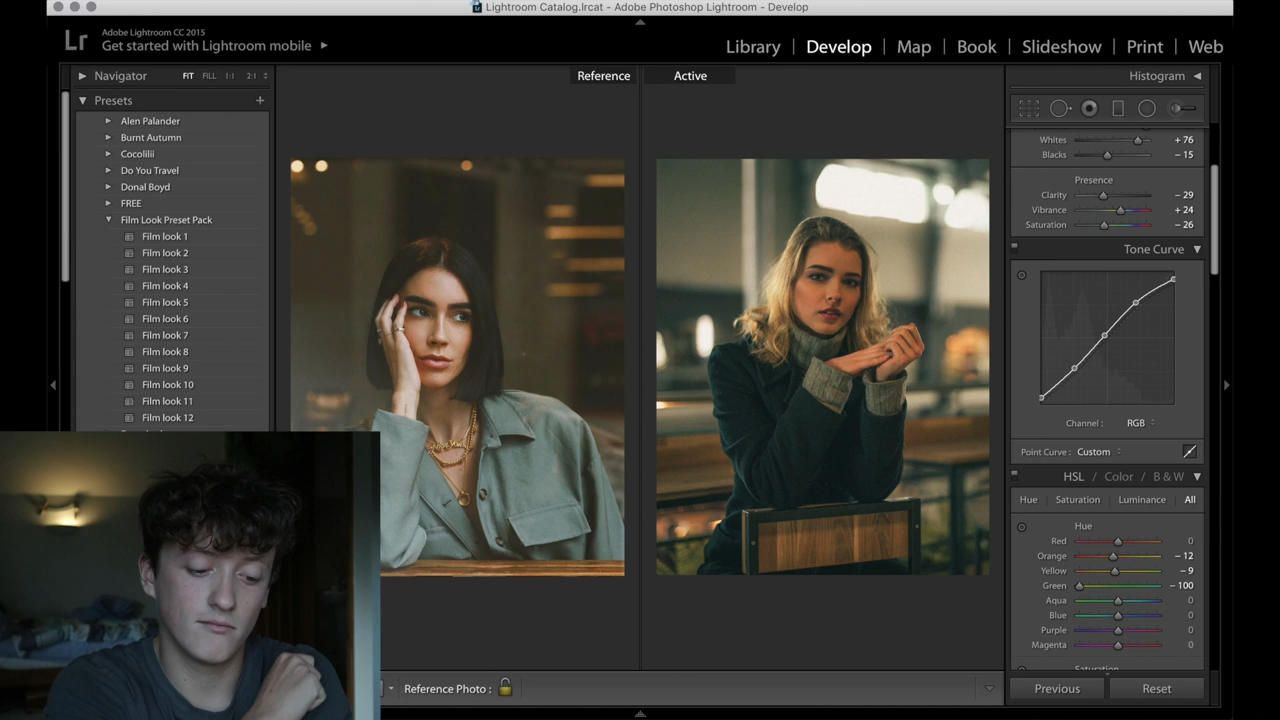 Lightroom Catalog.lrcat - Adobe Photoshop Lightroom - Develop
Lr
Adobe Lightroom CC 2015
Get started with Lightroom mobile
Library | Develop | Map | Book | Slideshow | Print | Web
Navigator FIT FILL 1:1 2:1
Reference
Active
Histogram
Presets +
Alen Palander
Burnt Autumn
Cocolilii
Do You Travel
Donal Boyd
FREE
Film Look Preset Pack
Film look 1
Film look 2
Film look 3
Film look 4
Film look 5
Film look 6
Film look 7
Film look 8
Film look 9
Film look 10
Film look 11
Film look 12
Whites + 76
Blacks − 15
Presence
Clarity − 29
Vibrance + 24
Saturation − 26
Tone Curve
Channel : RGB
Point Curve : Custom
HSL / Color / B & W
Hue Saturation Luminance All
Hue
Red 0
Orange − 12
Yellow − 9
Green − 100
Aqua 0
Blue 0
Purple 0
Magenta 0
Saturation
Reference Photo :
Previous
Reset